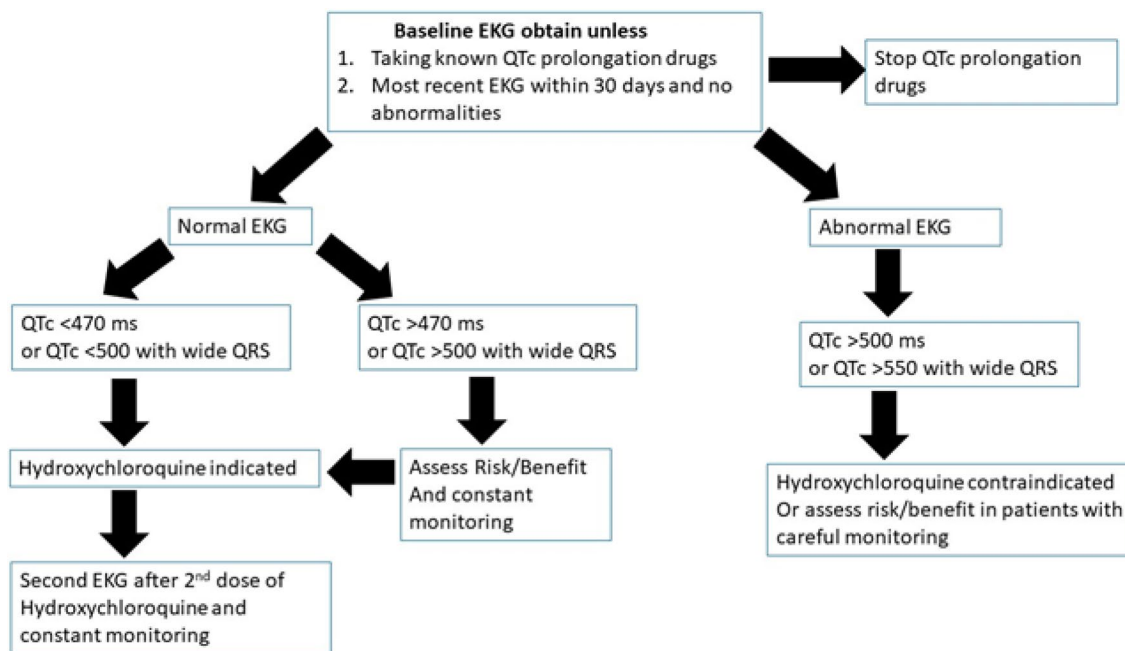 Baseline EKG obtain unless
1. Taking known QTc prolongation drugs
2. Most recent EKG within 30 days and no
abnormalities
Stop QTc prolongation
drugs
Normal EKG
Abnormal EKG
QTc <470 ms
or QTc <500 with wide QRS
QTc >470 ms
or QTc >500 with wide QRS
QTc >500 ms
or QTc >550 with wide QRS
Hydroxychloroquine indicated
Assess Risk/Benefit
And constant
monitoring
Hydroxychloroquine contraindicated
Or assess risk/benefit in patients with
careful monitoring
Second EKG after 2nd dose of
Hydroxychloroquine and
constant monitoring